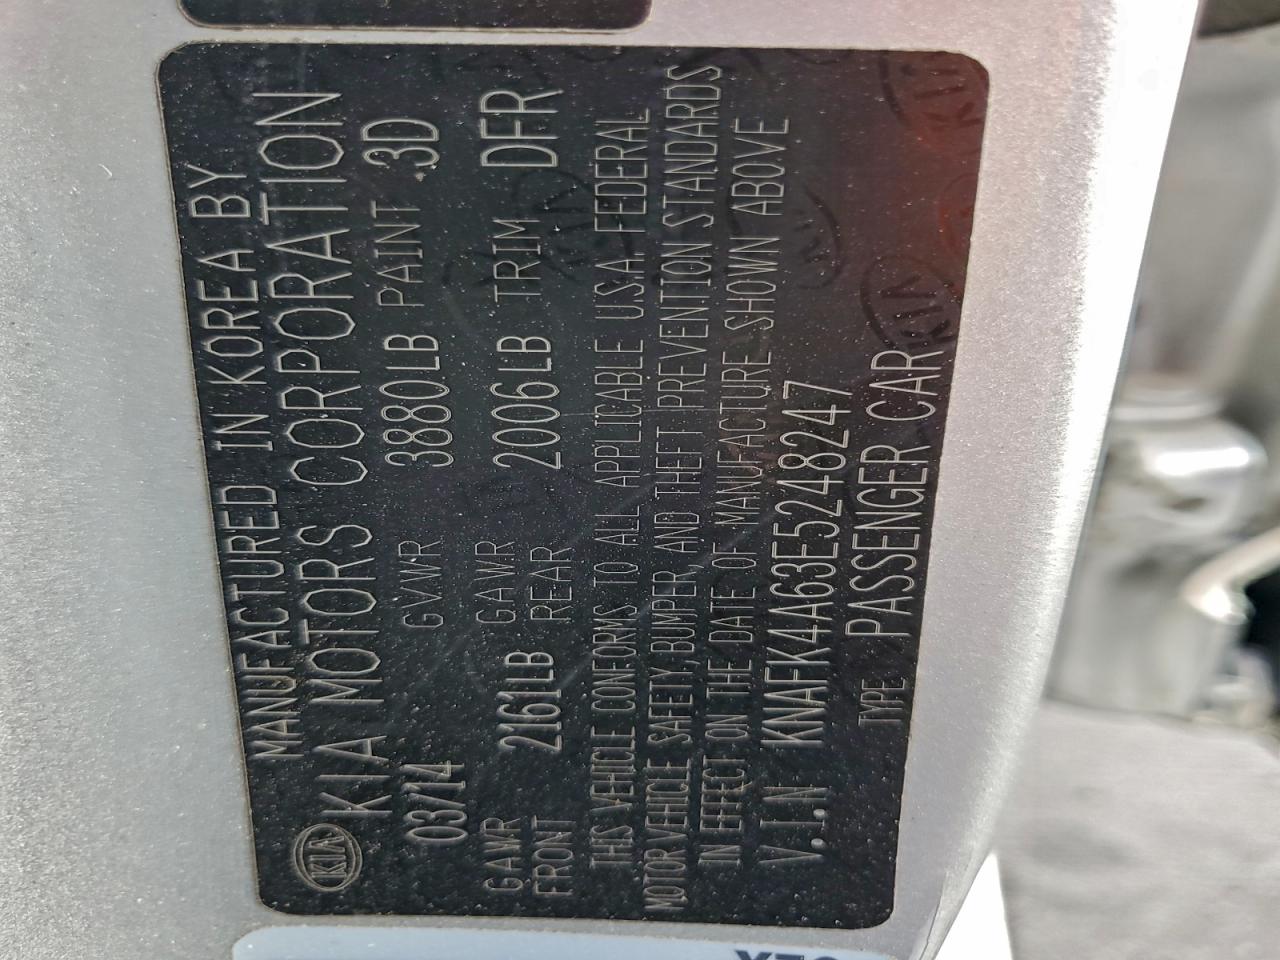 MANUFACTURED IN KOREA BY
KIA KIA MOTORS CORPORATION
03/14 GVWR 3880LB PAINT 3D
GAWR FRONT 2161LB GAWR REAR 2006LB TRIM DFR
THIS VEHICLE CONFORMS TO ALL APPLICABLE U.S.A. FEDERAL
MOTOR VEHICLE SAFETY, BUMPER, AND THEFT PREVENTION STANDARDS
IN EFFECT ON THE DATE OF MANUFACTURE SHOWN ABOVE
V.I.N KNAFK4A63E5248247
TYPE PASSENGER CAR